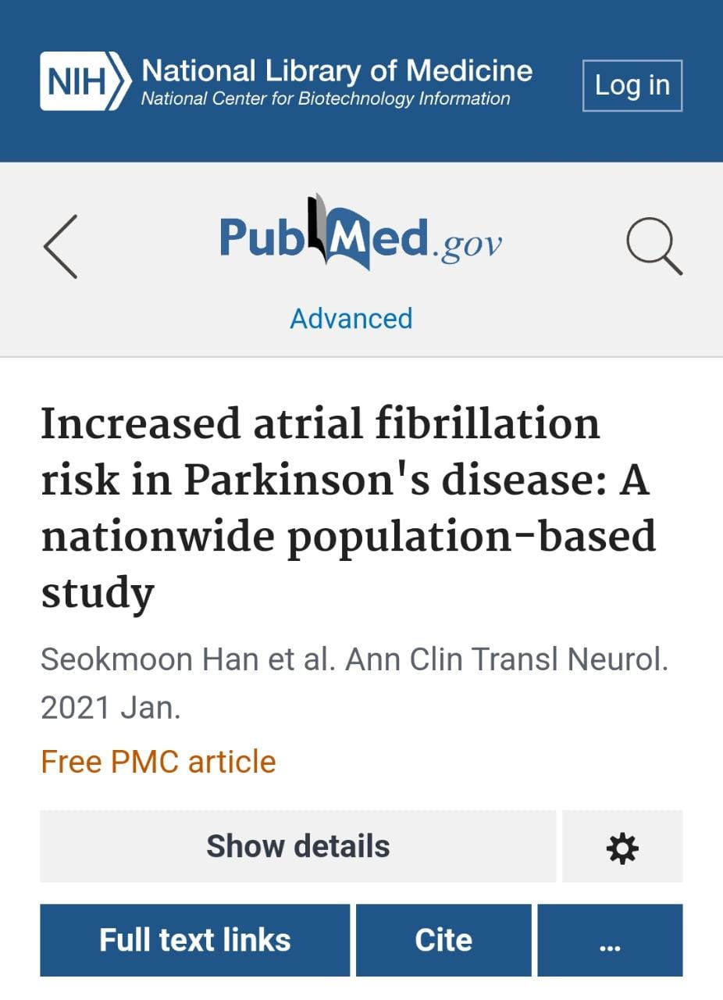 NIH National Library of Medicine
National Center for Biotechnology Information
Log in
PubMed.gov
Advanced
Increased atrial fibrillation
risk in Parkinson's disease: A
nationwide population-based
study
Seokmoon Han et al. Ann Clin Transl Neurol.
2021 Jan.
Free PMC article
Show details
Full text links
Cite
...